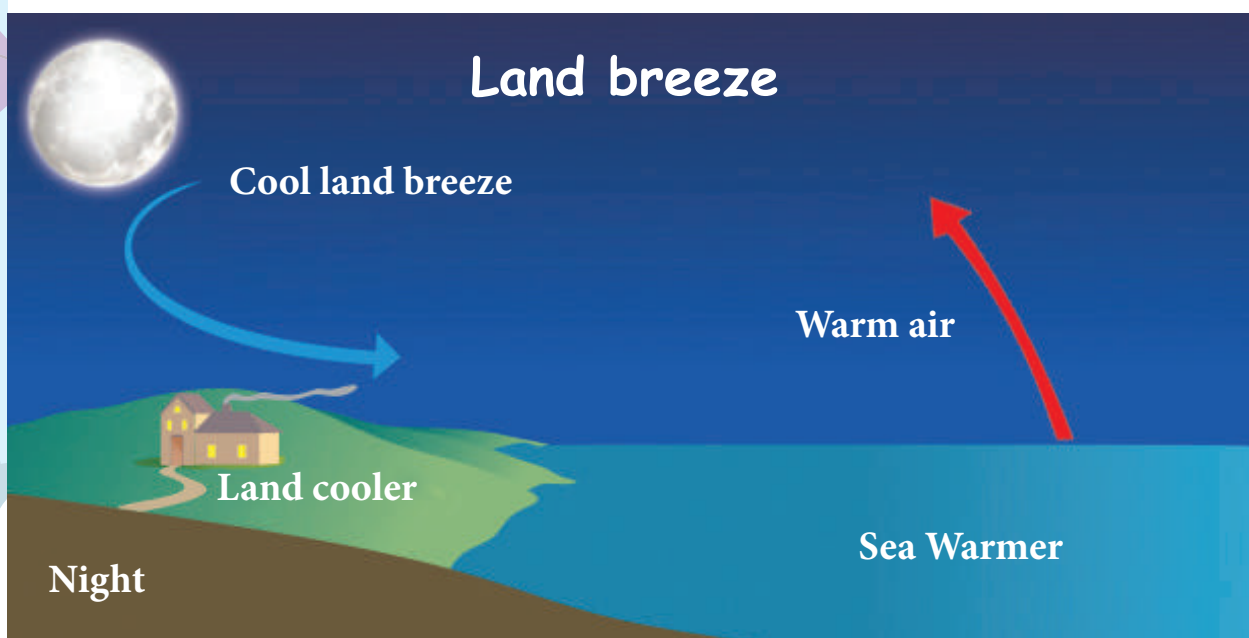 Land breeze
Cool land breeze
Warm air
Land cooler
Sea Warmer
Night